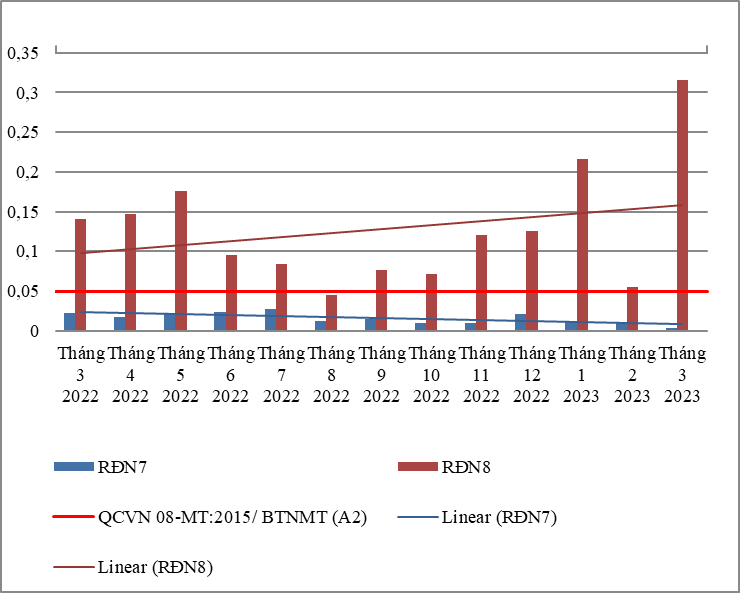 0,35
0,3
0,25
0,2
0,15
0,1
0,05
0
Tháng Tháng Tháng Tháng Tháng Tháng Tháng Tháng Tháng Tháng Tháng Tháng Tháng
3 4 5 6 7 8 9 10 11 12 1 2 3
2022 2022 2022 2022 2022 2022 2022 2022 2022 2022 2023 2023 2023
RĐN7 RĐN8
QCVN 08-MT:2015/ BTNMT (A2) Linear (RĐN7)
Linear (RĐN8)